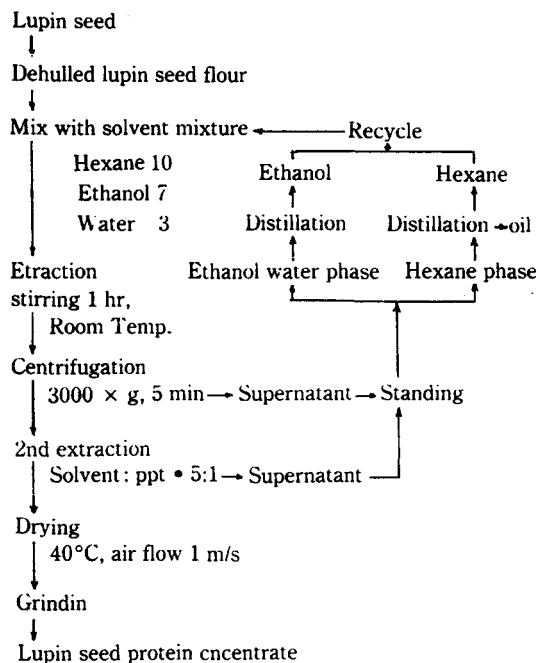 Lupin seed
Dehulled lupin seed flour
Mix with solvent mixture
Recycle
Hexane 10
Ethanol 7
Water 3
Ethanol
Hexane
Distillation
Distillation
oil
Ethanol water phase
Hexane phase
Etraction
stirring 1 hr,
Room Temp.
Centrifugation
3000 × g, 5 min
Supernatant
Standing
2nd extraction
Solvent : ppt • 5:1
Supernatant
Drying
40°C, air flow 1 m/s
Grindin
Lupin seed protein cncentrate